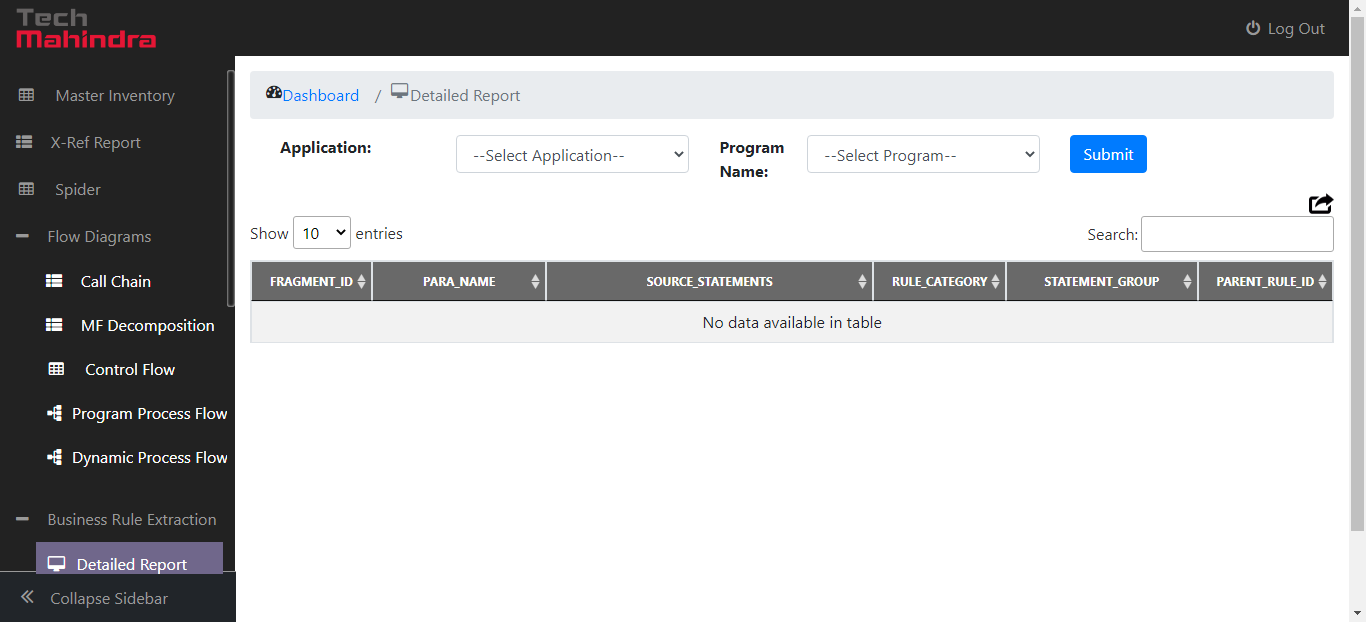 Tech
Mahindra
Log Out
Master Inventory
X-Ref Report
Spider
Flow Diagrams
Call Chain
MF Decomposition
Control Flow
Program Process Flow
Dynamic Process Flow
Business Rule Extraction
Detailed Report
Collapse Sidebar
Dashboard / Detailed Report
Application:
--Select Application--
Program
Name:
--Select Program--
Submit
Show 10 entries
Search:
FRAGMENT_ID PARA_NAME SOURCE_STATEMENTS RULE_CATEGORY STATEMENT_GROUP PARENT_RULE_ID
No data available in table